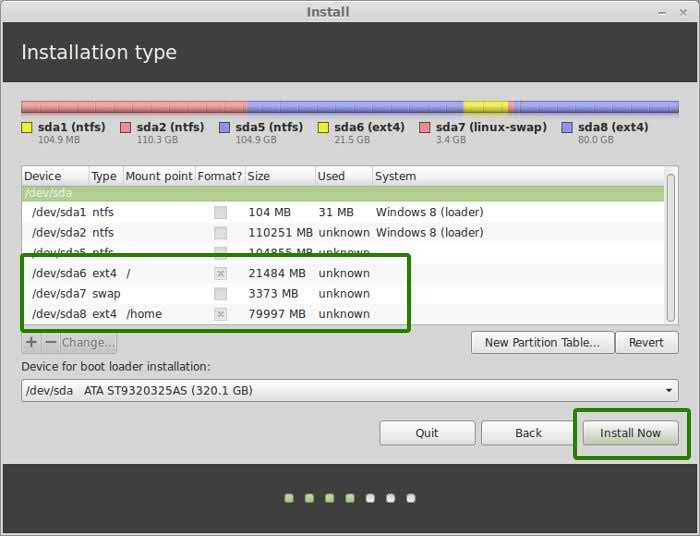 Install
Installation type
sda1 (ntfs) sda2 (ntfs) sda5 (ntfs) sda6 (ext4) sda7 (linux-swap) sda8 (ext4)
104.9 MB 110.3 GB 104.9 GB 21.5 GB 3.4 GB 80.0 GB
Device Type Mount point Format? Size Used System
/dev/sda
/dev/sda1 ntfs 104 MB 31 MB Windows 8 (loader)
/dev/sda2 ntfs 110251 MB unknown Windows 8 (loader)
/dev/sda5 ntfs 104855 MB unknown
/dev/sda6 ext4 / 21484 MB unknown
/dev/sda7 swap 3373 MB unknown
/dev/sda8 ext4 /home 79997 MB unknown
+ − Change... New Partition Table... Revert
Device for boot loader installation:
/dev/sda ATA ST9320325AS (320.1 GB)
Quit Back Install Now